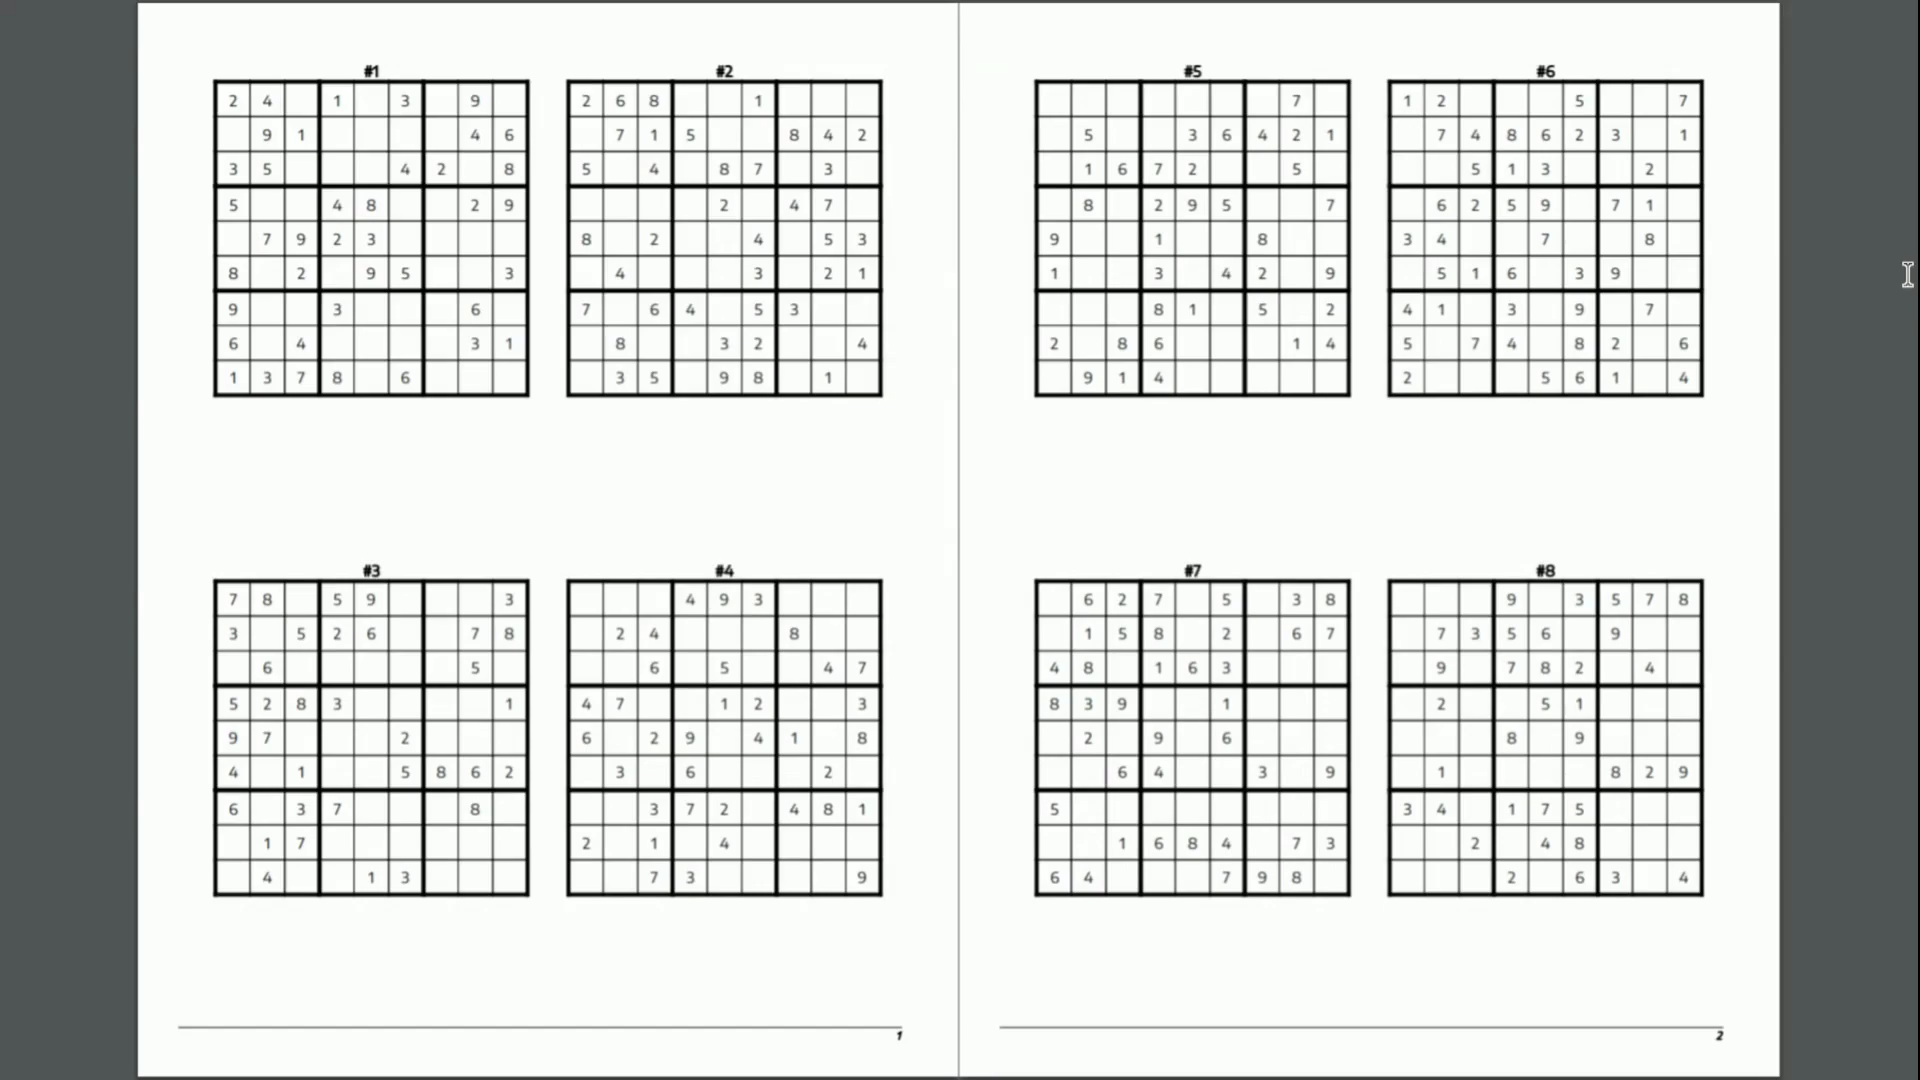 #1
2 4 1 3 9
9 1 4 6
3 5 4 2 8
5 4 8 2 9
7 9 2 3
8 2 9 5 3
9 3 6
6 4 3 1
1 3 7 8 6
#2
2 6 8 1
7 1 5 8 4 2
5 4 8 7 3
2 4 7
8 2 4 5 3
4 3 2 1
7 6 4 5 3
8 3 2 4
3 5 9 8 1
#3
7 8 5 9 3
3 5 2 6 7 8
6 5
5 2 8 3 1
9 7 2
4 1 5 8 6 2
6 3 7 8
1 7
4 1 3
#4
4 9 3
2 4 8
6 5 4 7
4 7 1 2 3
6 2 9 4 1 8
3 6 2
3 7 2 4 8 1
2 1 4
7 3 9
1
#5
7
5 3 6 4 2 1
1 6 7 2 5
8 2 9 5 7
9 1 8
1 3 4 2 9
8 1 5 2
2 8 6 1 4
9 1 4
#6
1 2 5 7
7 4 8 6 2 3 1
5 1 3 2
6 2 5 9 7 1
3 4 7 8
5 1 6 3 9
4 1 3 9 7
5 7 4 8 2 6
2 5 6 1 4
#7
6 2 7 5 3 8
1 5 8 2 6 7
4 8 1 6 3
8 3 9 1
2 9 6
6 4 3 9
5
1 6 8 4 7 3
6 4 7 9 8
#8
9 3 5 7 8
7 3 5 6 9
9 7 8 2 4
2 5 1
8 9
1 8 2 9
3 4 1 7 5
2 4 8
2 6 3 4
2